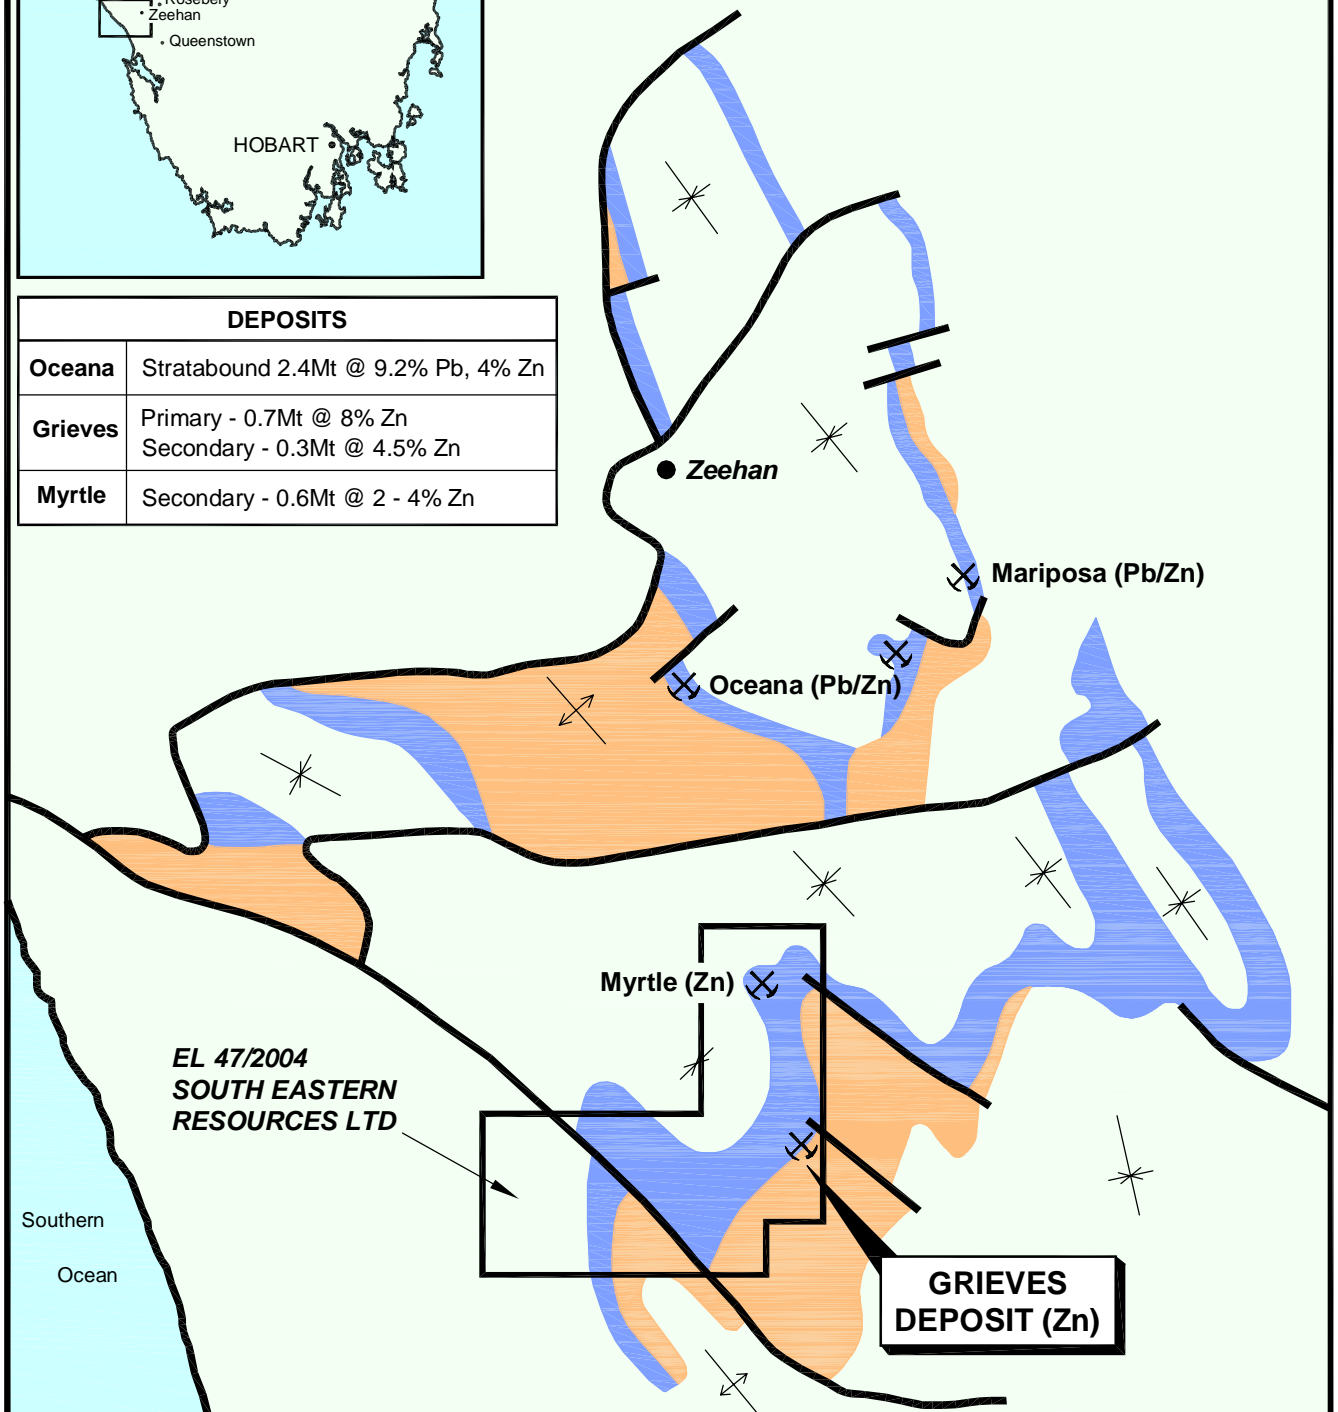 Rosebery
Zeehan
Queenstown
HOBART
DEPOSITS
Oceana Stratabound 2.4Mt @ 9.2% Pb, 4% Zn
Grieves Primary - 0.7Mt @ 8% Zn
Secondary - 0.3Mt @ 4.5% Zn
Myrtle Secondary - 0.6Mt @ 2 - 4% Zn
Zeehan
Mariposa (Pb/Zn)
Oceana (Pb/Zn)
Myrtle (Zn)
EL 47/2004
SOUTH EASTERN
RESOURCES LTD
Southern
Ocean
GRIEVES
DEPOSIT (Zn)